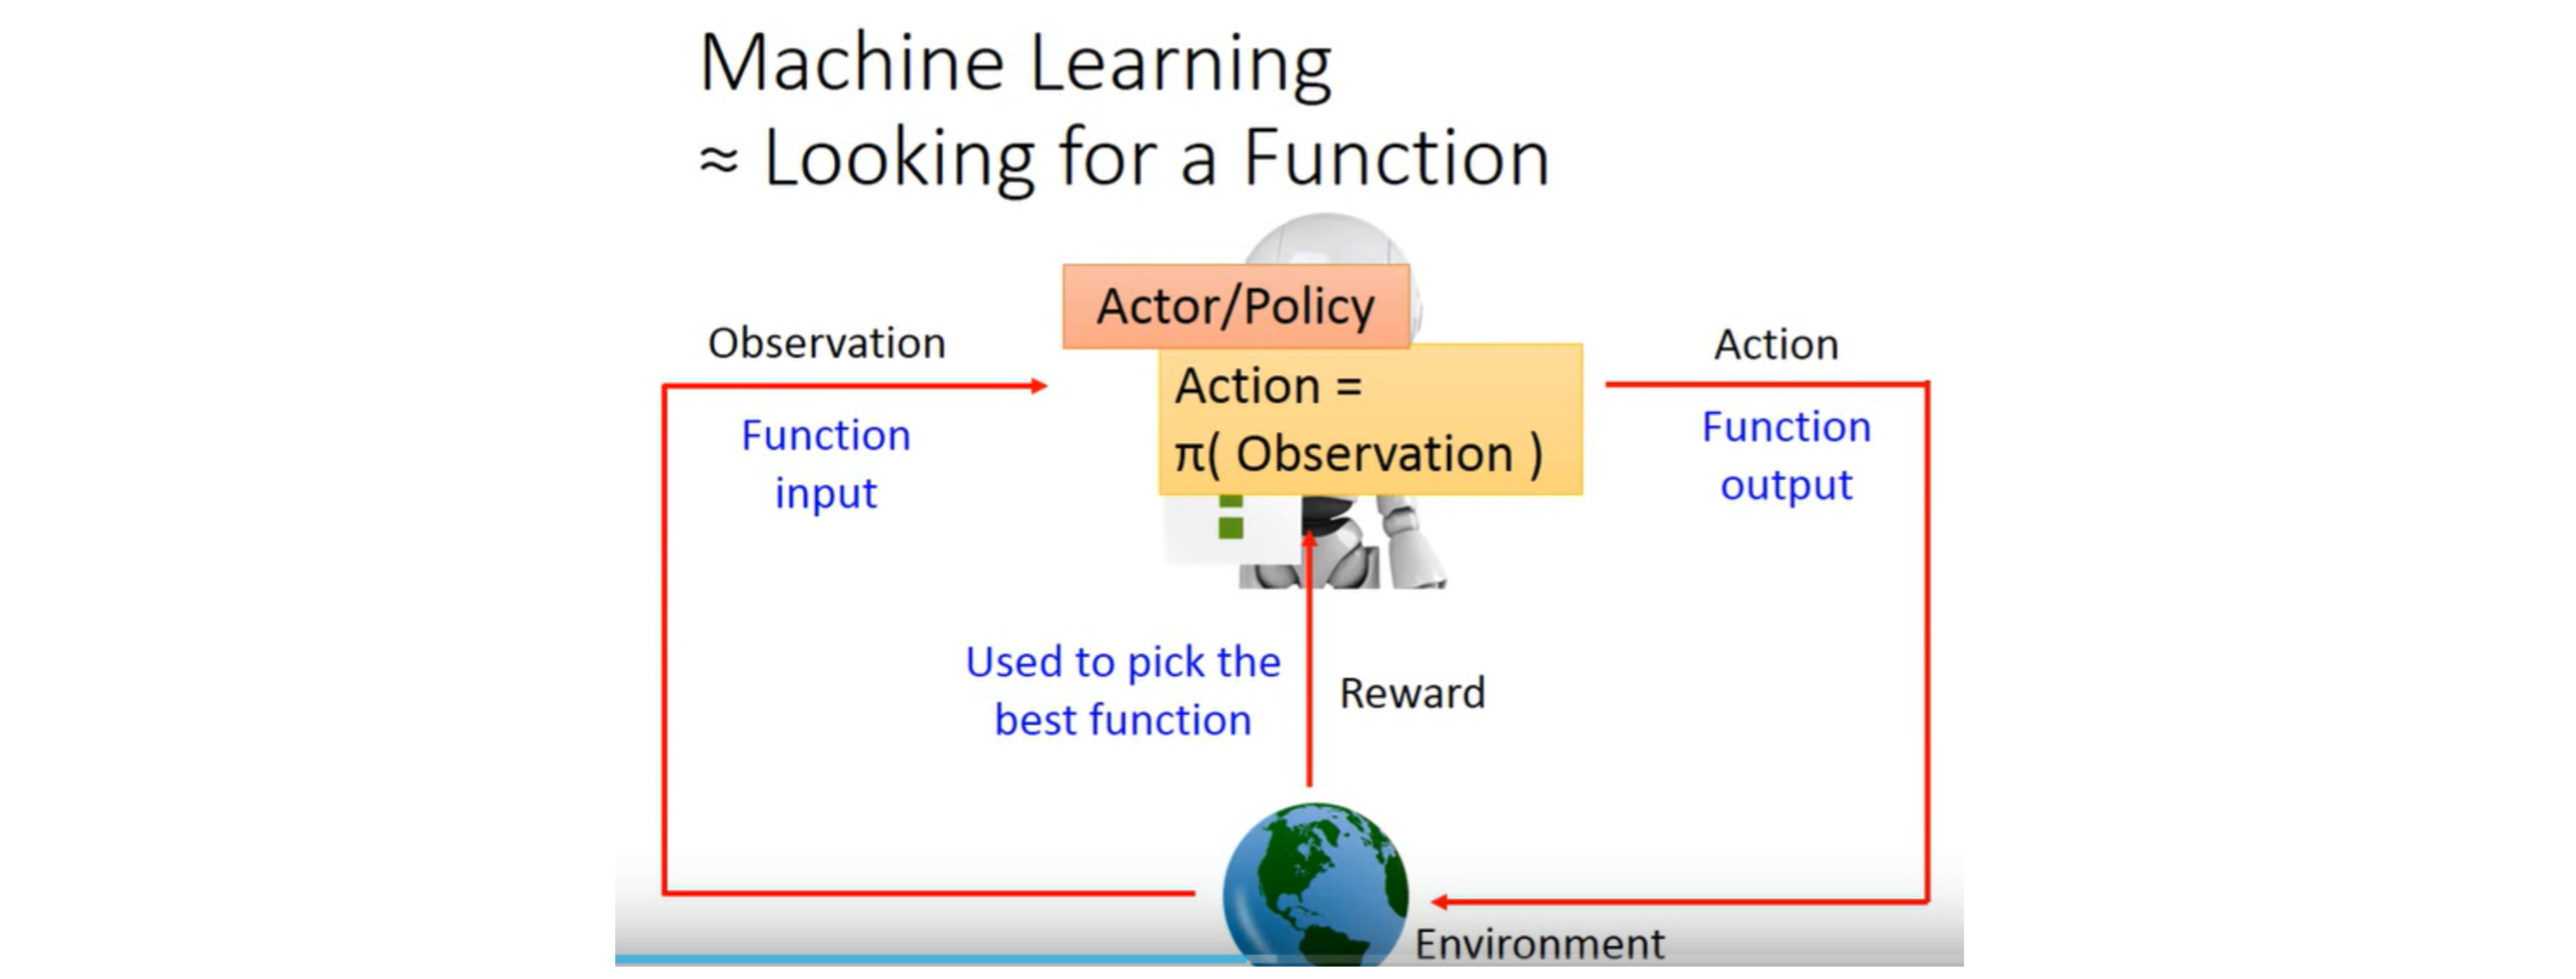 Machine Learning
≈ Looking for a Function
Actor/Policy
Observation
Action =
π( Observation )
Action
Function
input
Function
output
Used to pick the
best function
Reward
Environment